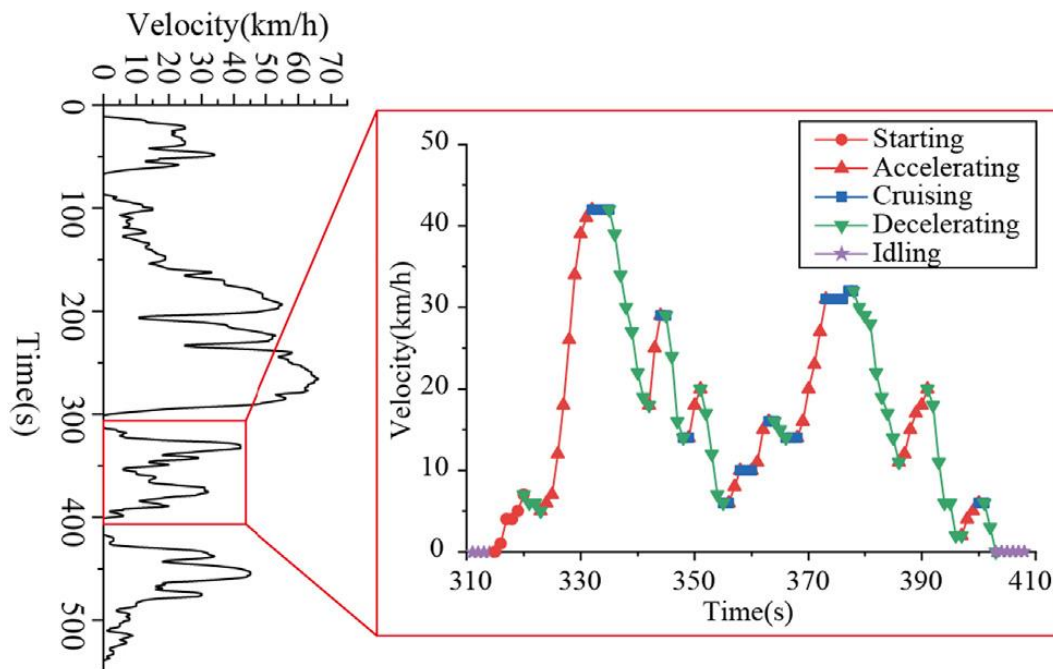 Velocity(km/h)
0 10 20 30 40 50 60 70
0
100
200
300
400
500
Time(s)
50
40
30
20
10
0
Velocity(km/h)
310 330 350 370 390 410
Time(s)
Starting
Accelerating
Cruising
Decelerating
Idling